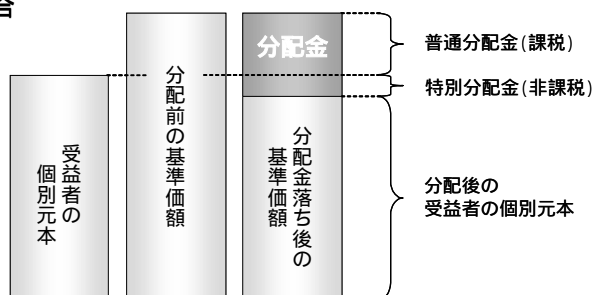 合
受益者の
個別元本
分配前の基準価額
分配金
分配金落ち後の
基準価額
普通分配金(課税)
特別分配金(非課税)
分配後の
受益者の個別元本